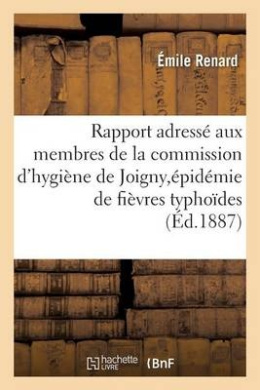 Émile Renard
Rapport adressé aux membres
de la commission
d'hygiène de Joigny,épidémie
de fièvres typhoïdes
(Éd.1887)
hachette
LIVRE
{BnF